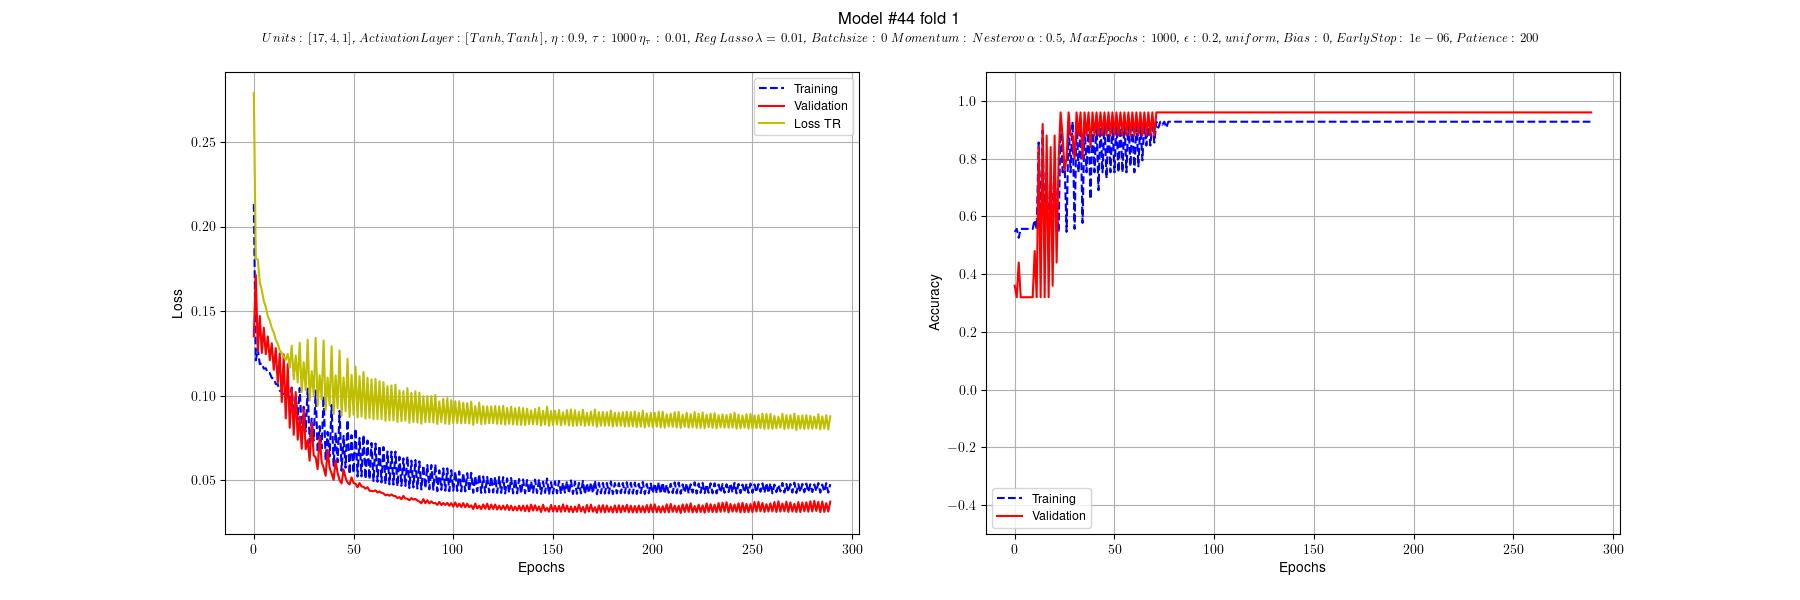 Model #44 fold 1
Units : [17, 4, 1], ActivationLayer : [Tanh, Tanh], η : 0.9, τ : 1000 η_τ : 0.01, Reg Lasso λ = 0.01, Batchsize : 0 Momentum : Nesterov α : 0.5, MaxEpochs : 1000, ϵ : 0.2, uniform, Bias : 0, EarlyStop : 1e − 06, Patience : 200
Loss
0.25
0.20
0.15
0.10
0.05
0 50 100 150 200 250 300
Epochs
Training
Validation
Loss TR
Accuracy
1.0
0.8
0.6
0.4
0.2
0.0
−0.2
−0.4
0 50 100 150 200 250 300
Epochs
Training
Validation